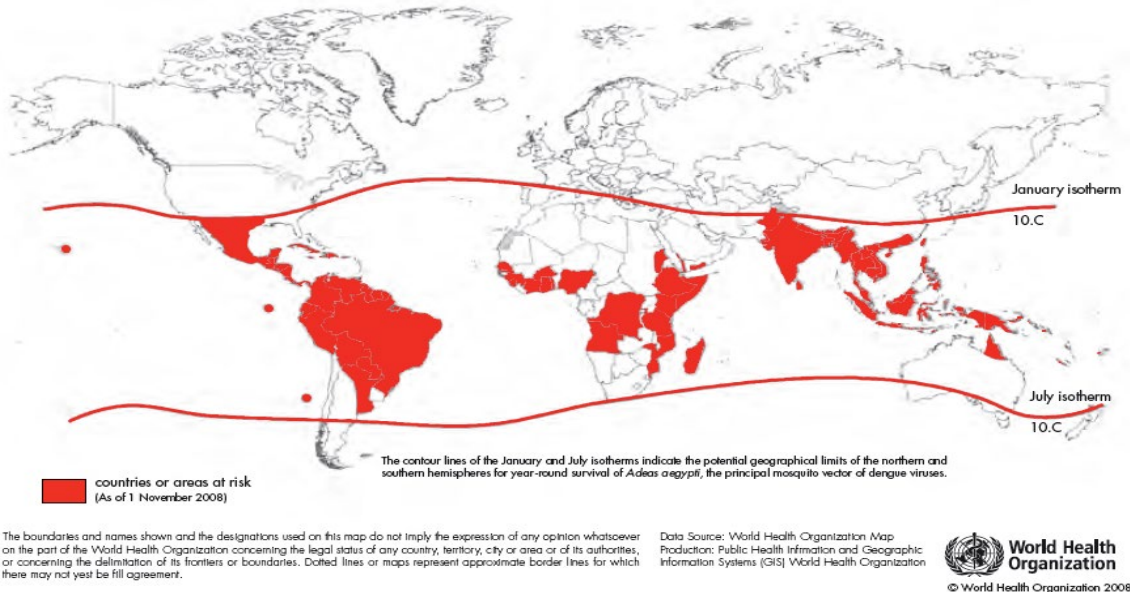 January isotherm
10.C
July isotherm
10.C
The contour lines of the January and July isotherms indicate the potential geographical limits of the northern and
southern hemispheres for year-round survival of Adeas aegypti, the principal mosquito vector of dengue viruses.
countries or areas at risk
(As of 1 November 2008)
The boundaries and names shown and the designations used on this map do not imply the expression of any opinion whatsoever
on the part of the World Health Organization concerning the legal status of any country, territory, city or area or of its authorities,
or concerning the delimitation of its frontiers or boundaries. Dotted lines or maps represent approximate border lines for which
there may not yest be fill agreement.
Data Source: World Health Organization Map
Production: Public Health Infrmation and Geographic
Information Systems (GIS) World Health Organization
World Health
Organization
© World Health Organization 2008